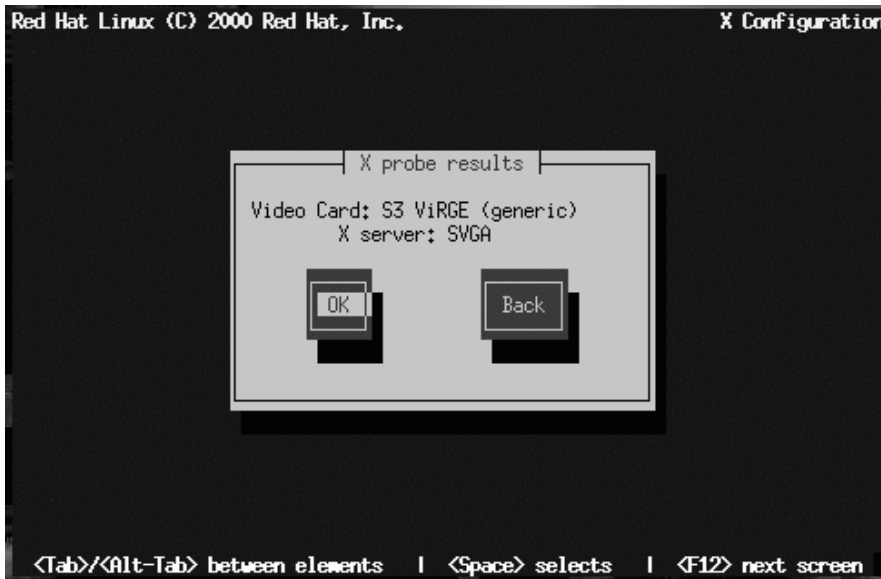 Red Hat Linux (C) 2000 Red Hat, Inc. X Configuration
X probe results
Video Card: S3 ViRGE (generic)
X server: SVGA
OK Back
<Tab>/<Alt-Tab> between elements | <Space> selects | <F12> next screen